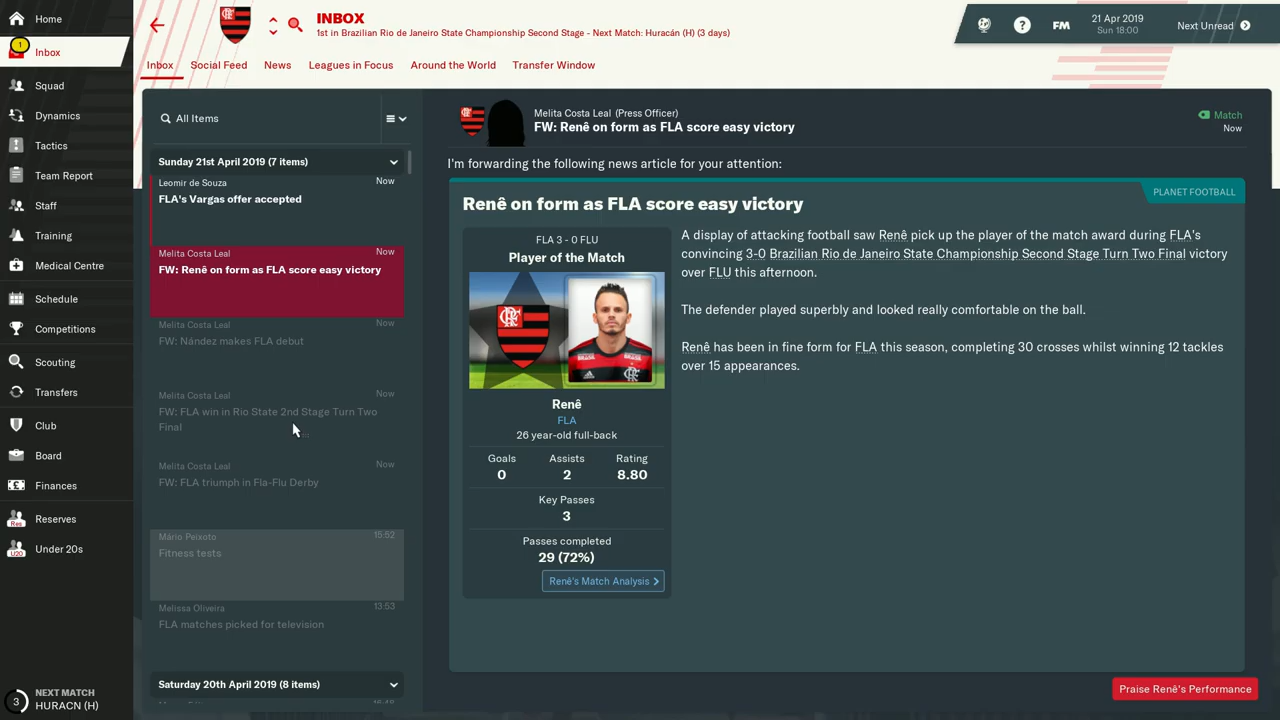 Home
Inbox
1
Squad
Dynamics
Tactics
Team Report
Staff
Training
Medical Centre
Schedule
Competitions
Scouting
Transfers
Club
Board
Finances
Res
Reserves
U20
Under 20s
3
NEXT MATCH
HURACN (H)
INBOX
1st in Brazilian Rio de Janeiro State Championship Second Stage - Next Match: Huracán (H) (3 days)
?
FM
21 Apr 2019
Sun 18:00
Next Unread
Inbox
Social Feed
News
Leagues in Focus
Around the World
Transfer Window
All Items
Sunday 21st April 2019 (7 items)
Leomir de Souza
Now
FLA's Vargas offer accepted
Melita Costa Leal
Now
FW: Renê on form as FLA score easy victory
Melita Costa Leal
Now
FW: Nández makes FLA debut
Melita Costa Leal
Now
FW: FLA win in Rio State 2nd Stage Turn Two
Final
Melita Costa Leal
Now
FW: FLA triumph in Fla-Flu Derby
Mário Peixoto
15:52
Fitness tests
Melissa Oliveira
13:53
FLA matches picked for television
Saturday 20th April 2019 (8 items)
Melita Costa Leal (Press Officer)
FW: Renê on form as FLA score easy victory
Match
Now
I'm forwarding the following news article for your attention:
PLANET FOOTBALL
Renê on form as FLA score easy victory
FLA 3 - 0 FLU
Player of the Match
Renê
FLA
26 year-old full-back
Goals Assists Rating
0 2 8.80
Key Passes
3
Passes completed
29 (72%)
Renê's Match Analysis
A display of attacking football saw Renê pick up the player of the match award during FLA's
convincing 3-0 Brazilian Rio de Janeiro State Championship Second Stage Turn Two Final victory
over FLU this afternoon.
The defender played superbly and looked really comfortable on the ball.
Renê has been in fine form for FLA this season, completing 30 crosses whilst winning 12 tackles
over 15 appearances.
Praise Renê's Performance